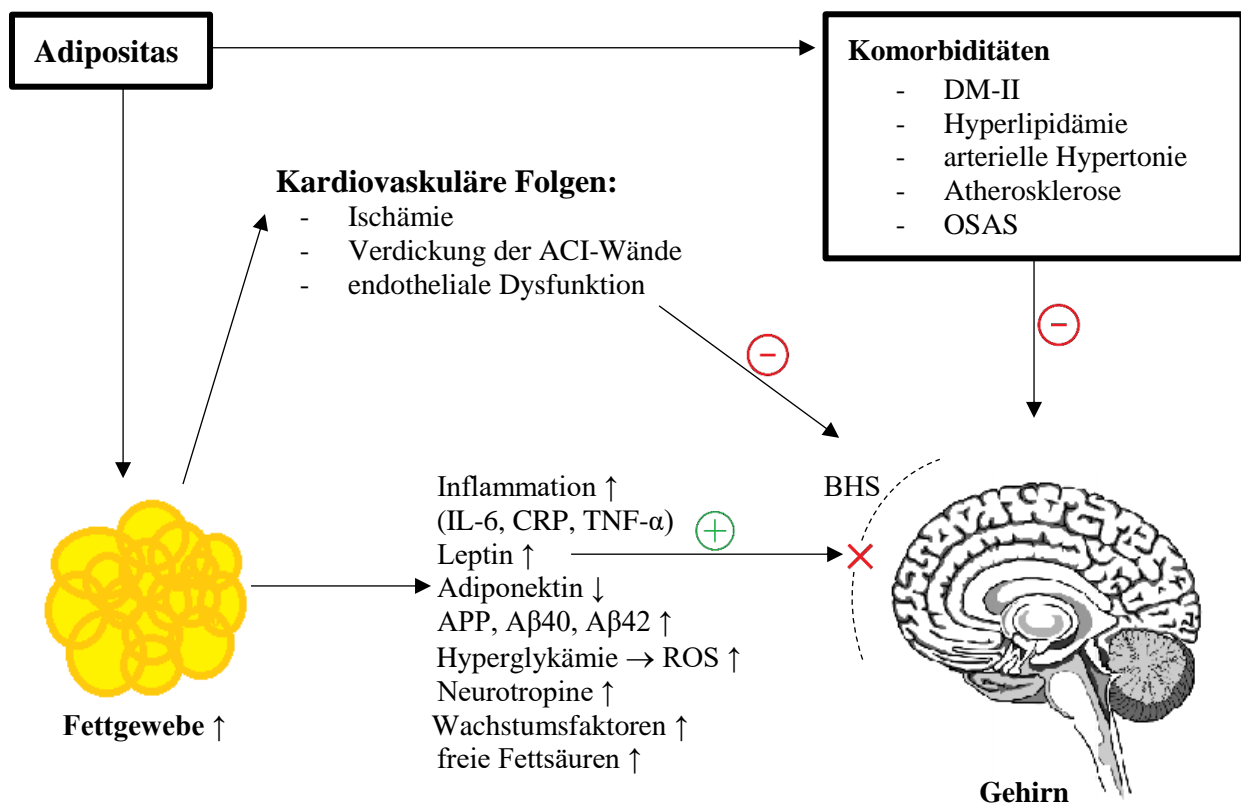 Adipositas
Komorbiditäten
- DM-II
- Hyperlipidämie
- arterielle Hypertonie
- Atherosklerose
- OSAS
Kardiovaskuläre Folgen:
- Ischämie
- Verdickung der ACI-Wände
- endotheliale Dysfunktion
Inflammation ↑
(IL-6, CRP, TNF-α)
Leptin ↑
Adiponektin ↓
APP, Aβ40, Aβ42 ↑
Hyperglykämie → ROS ↑
Neurotropine ↑
Wachstumsfaktoren ↑
freie Fettsäuren ↑
BHS
Fettgewebe ↑
Gehirn